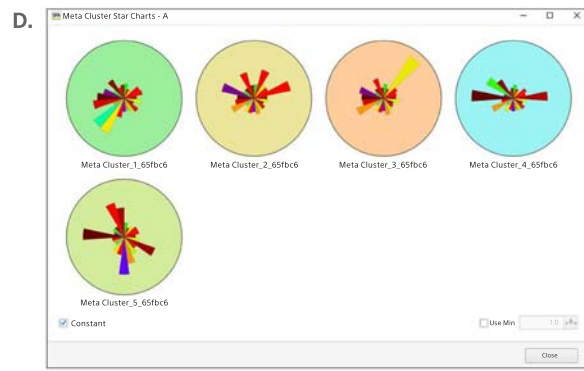 D.
Meta Cluster Star Charts - A
Meta Cluster_1_65fbc6
Meta Cluster_2_65fbc6
Meta Cluster_3_65fbc6
Meta Cluster_4_65fbc6
Meta Cluster_5_65fbc6
Constant
Use Min
1.0
Close